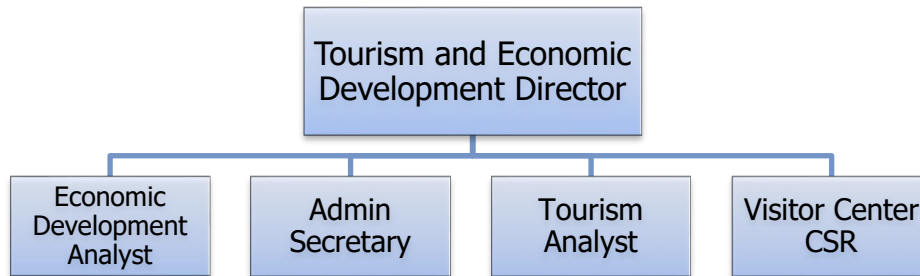 Tourism and Economic
Development Director
Economic
Development
Analyst
Admin
Secretary
Tourism
Analyst
Visitor Center
CSR